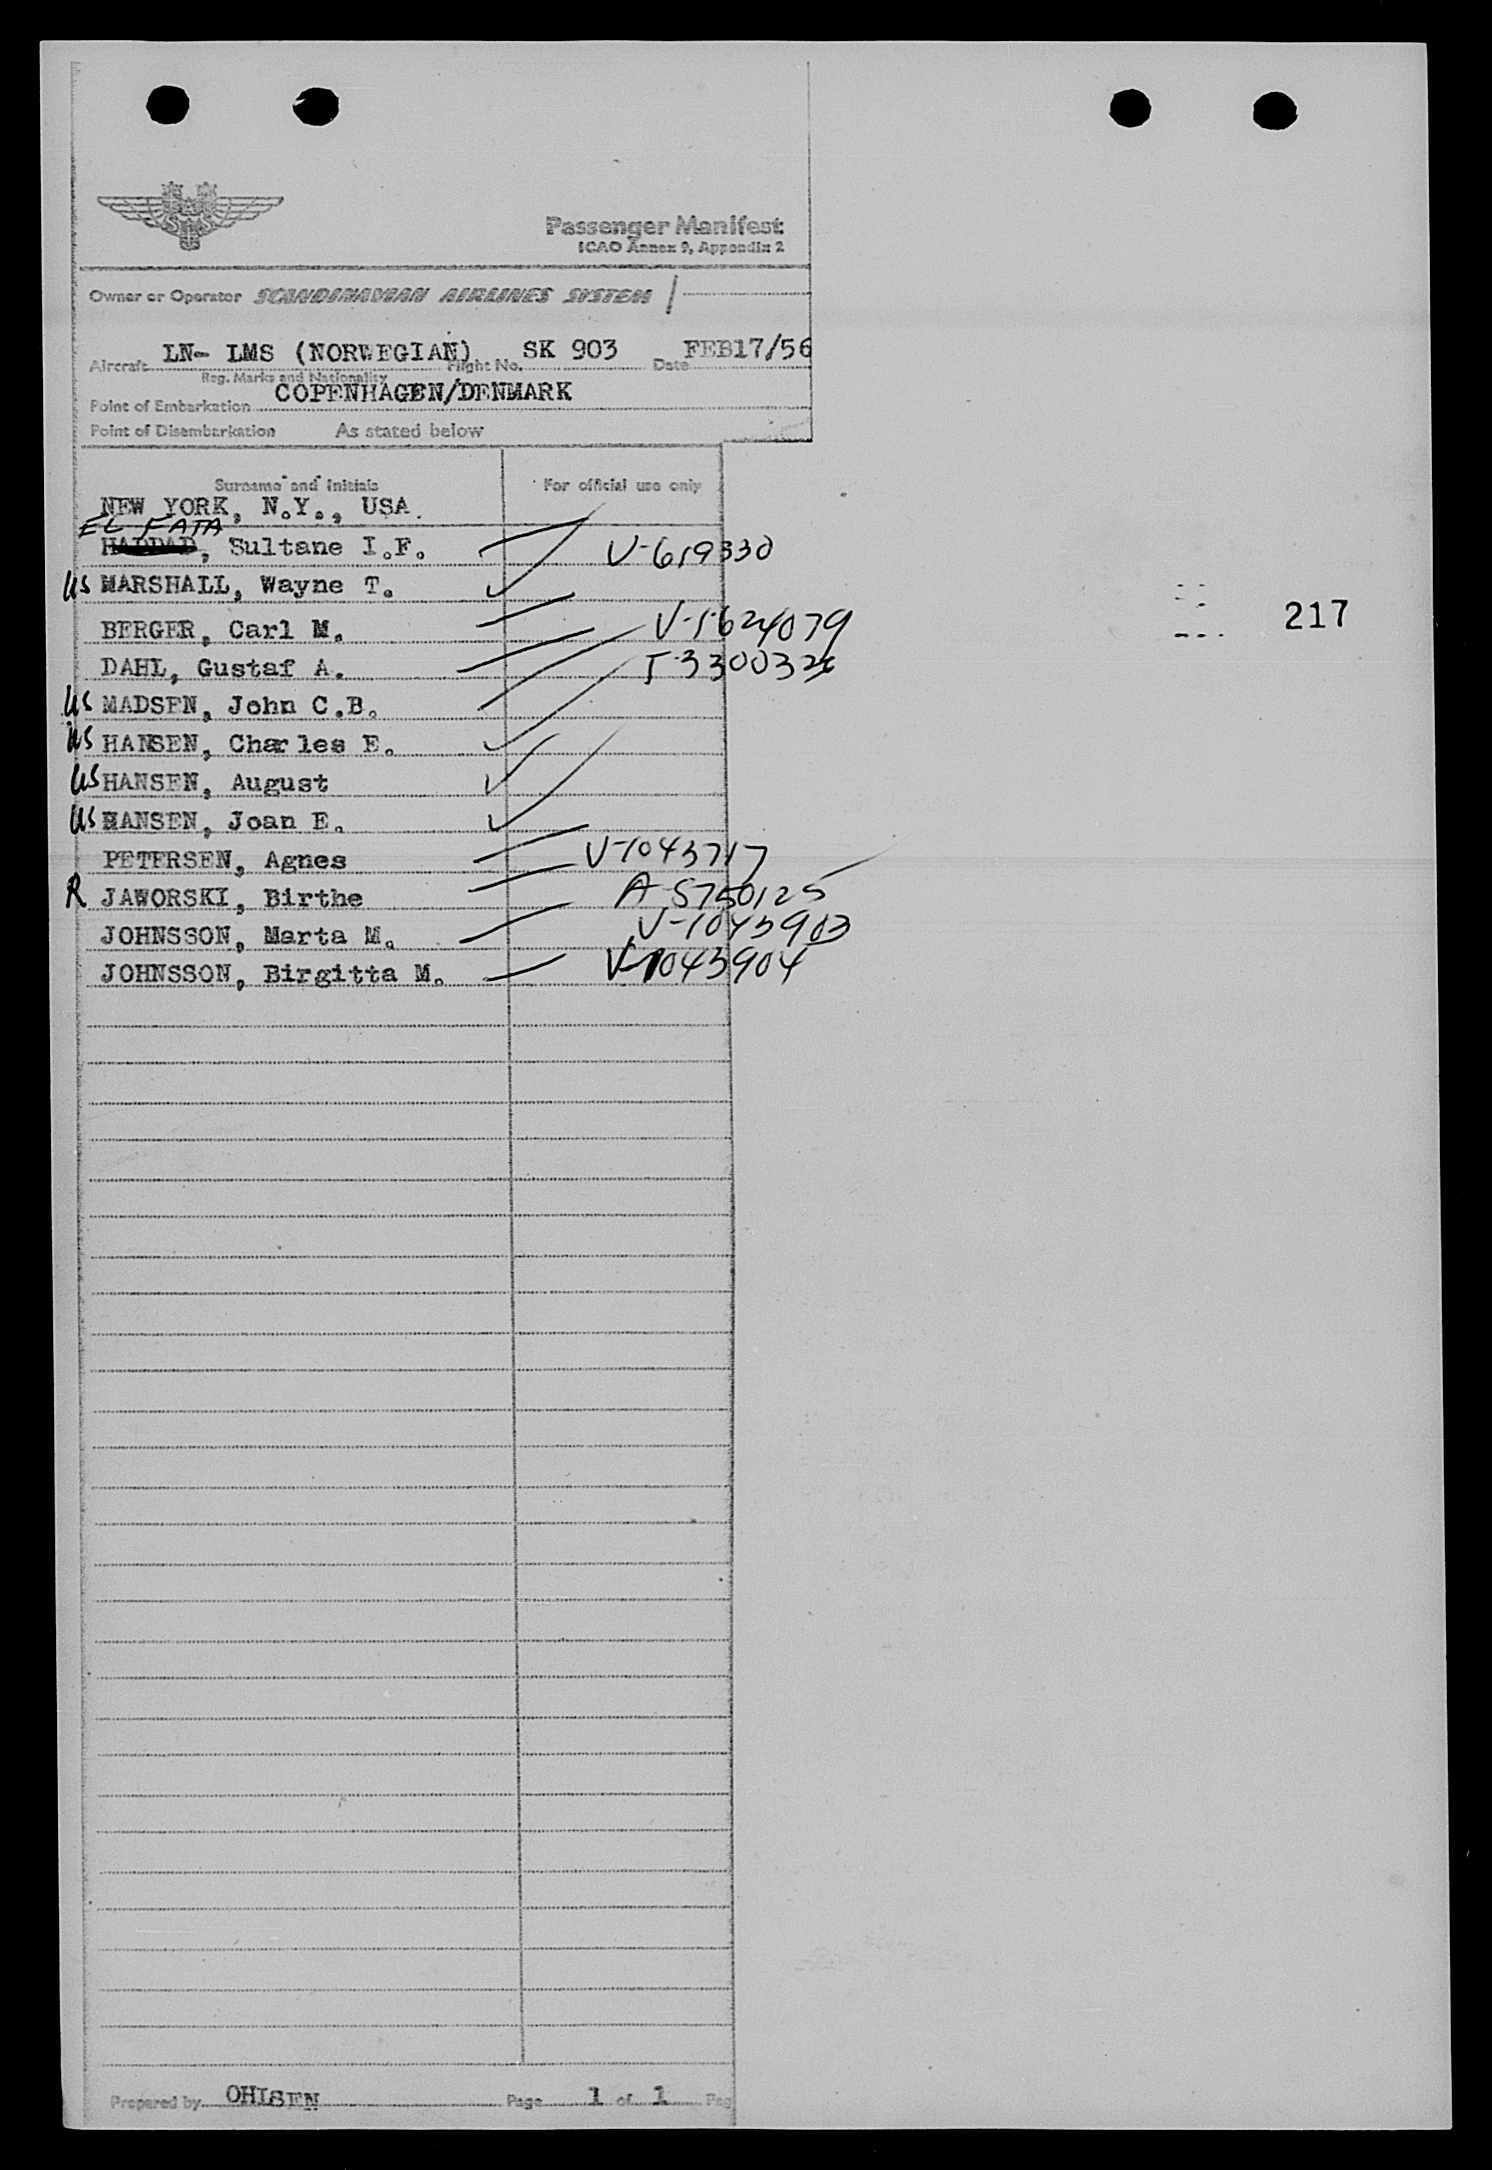 SAS
Passenger Manifest
ICAO Annex 9, Appendix 2
Owner or Operator SCANDINAVIAN AIRLINES SYSTEM
Aircraft LN- LMS (NORWEGIAN) Flight No. SK 903 Date FEB17/56
Reg. Marks and Nationality
Point of Embarkation COPENHAGEN/DENMARK
Point of Disembarkation As stated below
Surname and Initials For official use only
NEW YORK, N.Y., USA.
EL FATA
HADDAD, Sultane I.F. V-619330
US MARSHALL, Wayne T.
BERGER, Carl M. V-1624079
DAHL, Gustaf A.
US MADSEN, John C.B.
US HANSEN, Charles E.
US HANSEN, August
US HANSEN, Joan E.
PETERSEN, Agnes V-1043717
R JAWORSKI, Birthe A-5750125
JOHNSSON, Marta M. V-1043903
JOHNSSON, Birgitta M. V-1043904
217
Prepared by OHLSEN Page 1 of 1 Pag